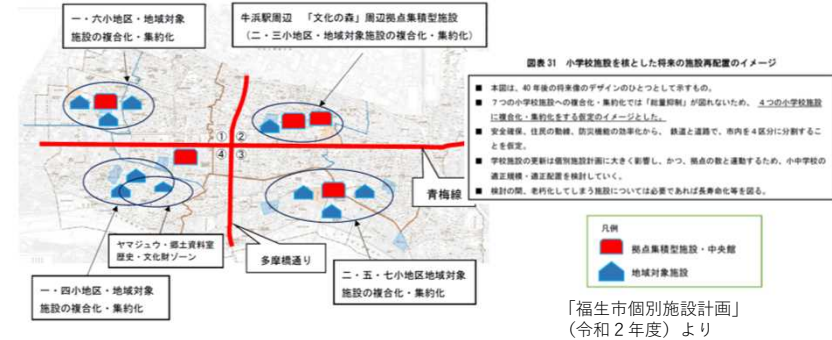 一・六小地区・地域対象
施設の複合化・集約化
牛浜駅周辺 「文化の森」周辺拠点集積型施設
（二・三小地区・地域対象施設の複合化・集約化）
① ②
④ ③
青梅線
ヤマジュウ・郷土資料室
歴史・文化財ゾーン
多摩橋通り
一・四小地区・地域対象
施設の複合化・集約化
二・五・七小地区地域対象
施設の複合化・集約化
図表 31 小学校施設を核とした将来の施設再配置のイメージ
■ 本図は、40 年後の将来像のデザインのひとつとして示すもの。
■ ７つの小学校施設への複合化・集約化では「総量抑制」が図れないため、 ４つの小学校施設
に複合化・集約化をする仮定のイメージとした。
■ 安全確保、住民の動線、防災機能の効率化から、 鉄道と道路で、市内を４区分に分割するこ
とを仮定。
■ 学校施設の更新は個別施設計画に大きく影響し、かつ、拠点の数と連動するため、小中学校の
適正規模・適正配置を検討していく。
■ 検討の間、老朽化してしまう施設については必要であれば長寿命化等を図る。
凡例
拠点集積型施設・中央館
地域対象施設
「福生市個別施設計画」
（令和２年度）より